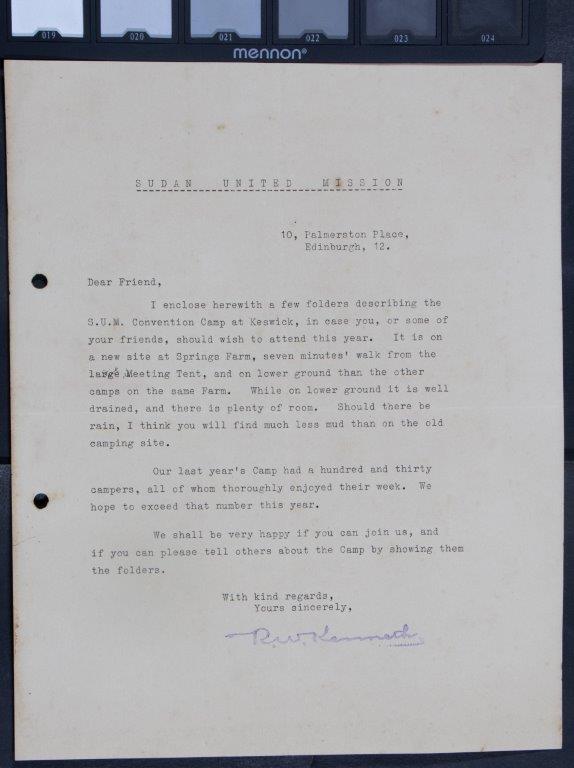 019 020 021 022 023 024
mennon®
SUDAN UNITED MISSION
10, Palmerston Place,
Edinburgh, 12.
Dear Friend,
I enclose herewith a few folders describing the
S.U.M. Convention Camp at Keswick, in case you, or some of
your friends, should wish to attend this year. It is on
a new site at Springs Farm, seven minutes' walk from the
large Meeting Tent, and on lower ground than the other
camps on the same Farm. While on lower ground it is well
drained, and there is plenty of room. Should there be
rain, I think you will find much less mud than on the old
camping site.
Our last year's Camp had a hundred and thirty
campers, all of whom thoroughly enjoyed their week. We
hope to exceed that number this year.
We shall be very happy if you can join us, and
if you can please tell others about the Camp by showing them
the folders.
With kind regards,
Yours sincerely,
R.W. Kenneth